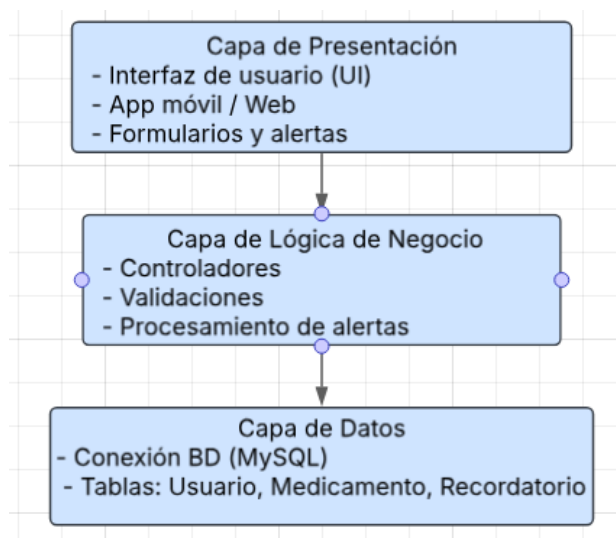 Capa de Presentación
- Interfaz de usuario (UI)
- App móvil / Web
- Formularios y alertas
Capa de Lógica de Negocio
- Controladores
- Validaciones
- Procesamiento de alertas
Capa de Datos
- Conexión BD (MySQL)
- Tablas: Usuario, Medicamento, Recordatorio